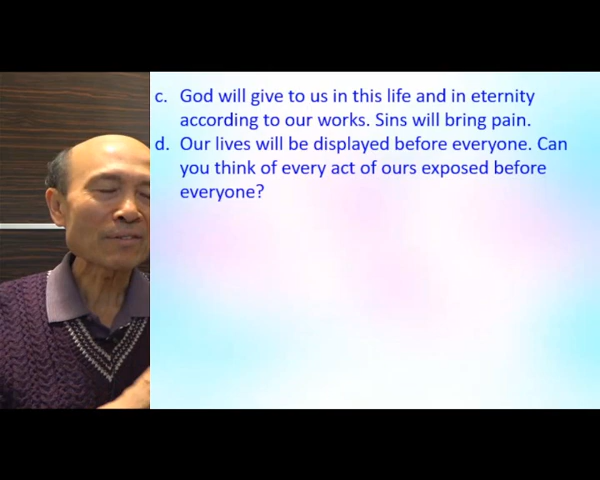 c. God will give to us in this life and in eternity
according to our works. Sins will bring pain.
d. Our lives will be displayed before everyone. Can
you think of every act of ours exposed before
everyone?